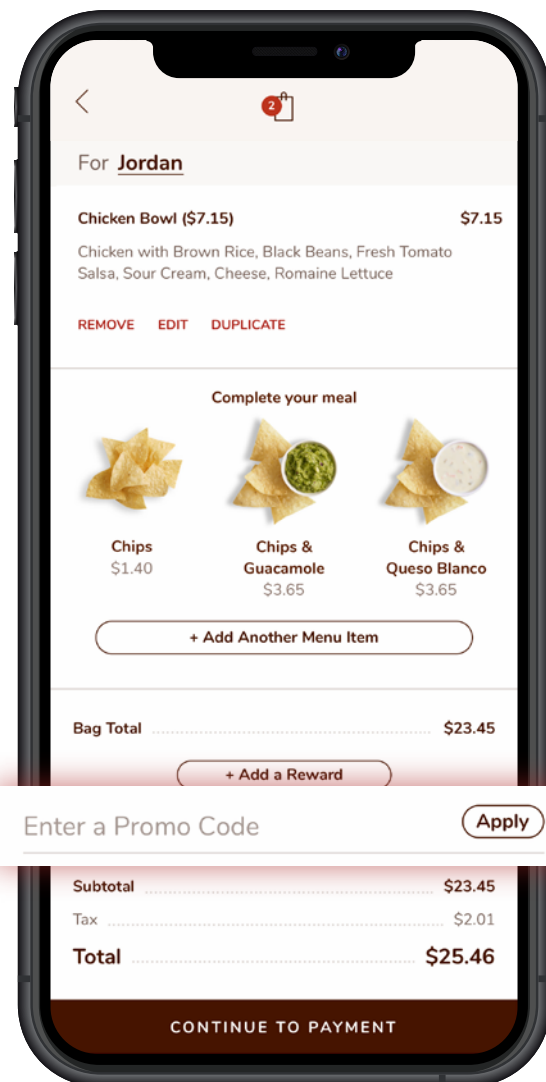 2
For Jordan
Chicken Bowl ($7.15) $7.15
Chicken with Brown Rice, Black Beans, Fresh Tomato
Salsa, Sour Cream, Cheese, Romaine Lettuce
REMOVE EDIT DUPLICATE
Complete your meal
Chips
$1.40
Chips &
Guacamole
$3.65
Chips &
Queso Blanco
$3.65
+ Add Another Menu Item
Bag Total $23.45
+ Add a Reward
Enter a Promo Code Apply
Subtotal $23.45
Tax $2.01
Total $25.46
CONTINUE TO PAYMENT